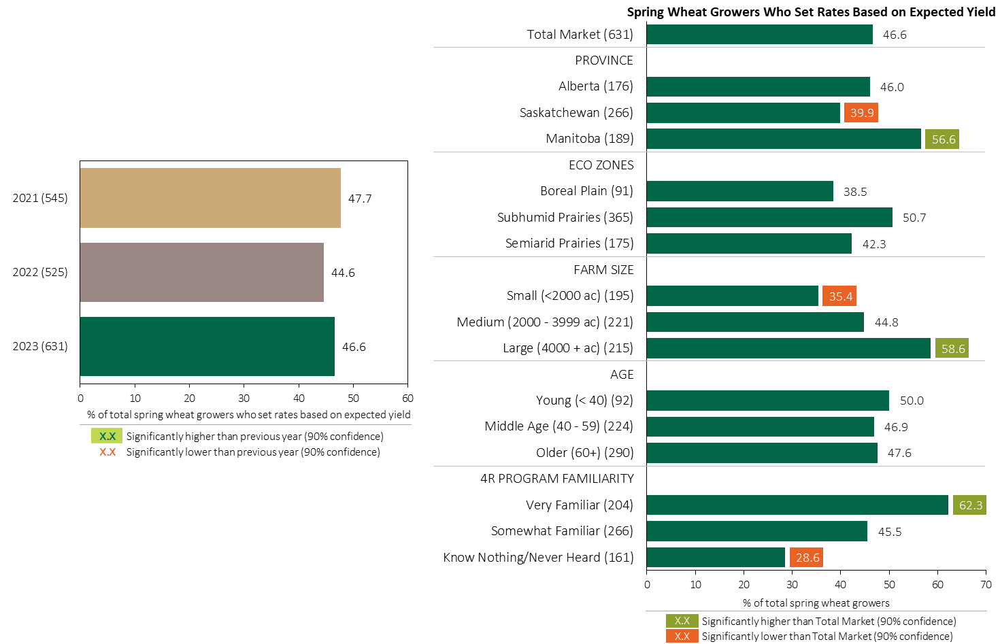 2021 (545)
47.7
2022 (525)
44.6
2023 (631)
46.6
0 10 20 30 40 50 60
% of total spring wheat growers who set rates based on expected yield
X.X Significantly higher than previous year (90% confidence)
X.X Significantly lower than previous year (90% confidence)
Spring Wheat Growers Who Set Rates Based on Expected Yield
Total Market (631) 46.6
PROVINCE
Alberta (176) 46.0
Saskatchewan (266) 39.9
Manitoba (189) 56.6
ECO ZONES
Boreal Plain (91) 38.5
Subhumid Prairies (365) 50.7
Semiarid Prairies (175) 42.3
FARM SIZE
Small (<2000 ac) (195) 35.4
Medium (2000 - 3999 ac) (221) 44.8
Large (4000 + ac) (215) 58.6
AGE
Young (< 40) (92) 50.0
Middle Age (40 - 59) (224) 46.9
Older (60+) (290) 47.6
4R PROGRAM FAMILIARITY
Very Familiar (204) 62.3
Somewhat Familiar (266) 45.5
Know Nothing/Never Heard (161) 28.6
0 10 20 30 40 50 60 70
% of total spring wheat growers
X.X Significantly higher than Total Market (90% confidence)
X.X Significantly lower than Total Market (90% confidence)